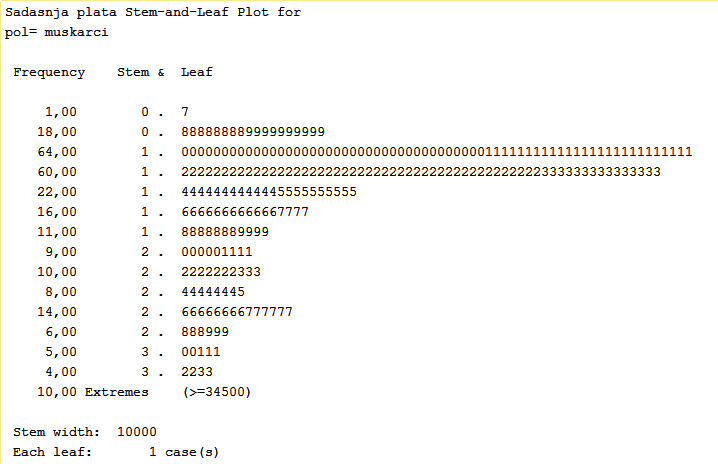 Sadasnja plata Stem-and-Leaf Plot for
pol= muskarci
Frequency    Stem &  Leaf
1,00        0 .  7
18,00        0 .  888888889999999999
64,00        1 .  0000000000000000000000000000000000000011111111111111111111111111
60,00        1 .  222222222222222222222222222222222222222222222333333333333333
22,00        1 .  4444444444445555555555
16,00        1 .  6666666666667777
11,00        1 .  88888889999
9,00        2 .  000001111
10,00        2 .  2222222333
8,00        2 .  44444445
14,00        2 .  66666666777777
6,00        2 .  888999
5,00        3 .  00111
4,00        3 .  2233
10,00 Extremes    (>=34500)
Stem width:  10000
Each leaf:       1 case(s)